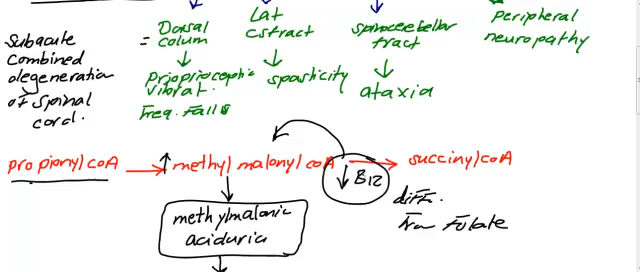 Subacute
combined
degeneration
of spinal
cord.
= Dorsal
colum
Proprioceptic
vibrat.
Freq. Falls
Lat
cstract
spasticity
spinocerebellar
tract
ataxia
peripheral
neuropathy
propionyl coA → ↑ methyl malonyl coA → succinyl coA
↓ B12
methylmalonic
aciduria
diff.
from folate